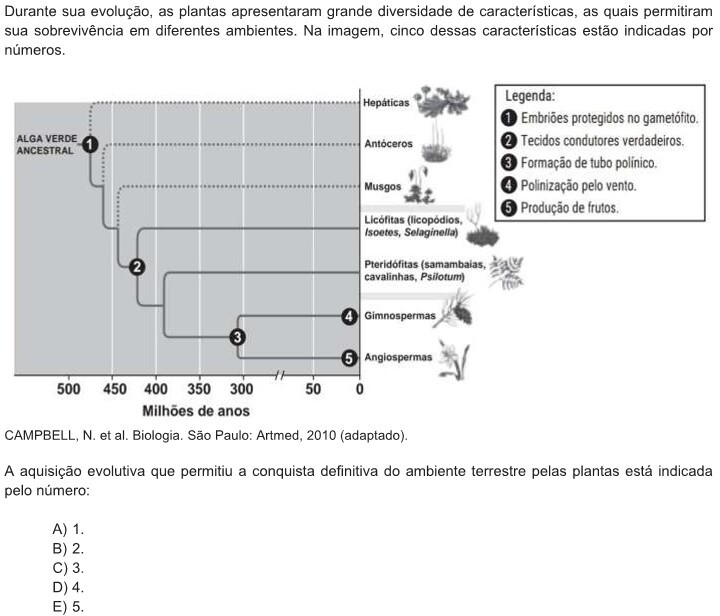 Durante sua evolução, as plantas apresentaram grande diversidade de características, as quais permitiram
sua sobrevivência em diferentes ambientes. Na imagem, cinco dessas características estão indicadas por
números.
Hepáticas
ALGA VERDE
ANCESTRAL
1
Antóceros
Musgos
Licófitas (licopódios,
Isoetes, Selaginella)
2
Pteridófitas (samambaias,
cavalinhas, Psilotum)
4 Gimnospermas
3
5 Angiospermas
500 450 400 350 300 50 0
Milhões de anos
Legenda:
1 Embriões protegidos no gametófito.
2 Tecidos condutores verdadeiros.
3 Formação de tubo polínico.
4 Polinização pelo vento.
5 Produção de frutos.
CAMPBELL, N. et al. Biologia. São Paulo: Artmed, 2010 (adaptado).
A aquisição evolutiva que permitiu a conquista definitiva do ambiente terrestre pelas plantas está indicada
pelo número:
A) 1.
B) 2.
C) 3.
D) 4.
E) 5.